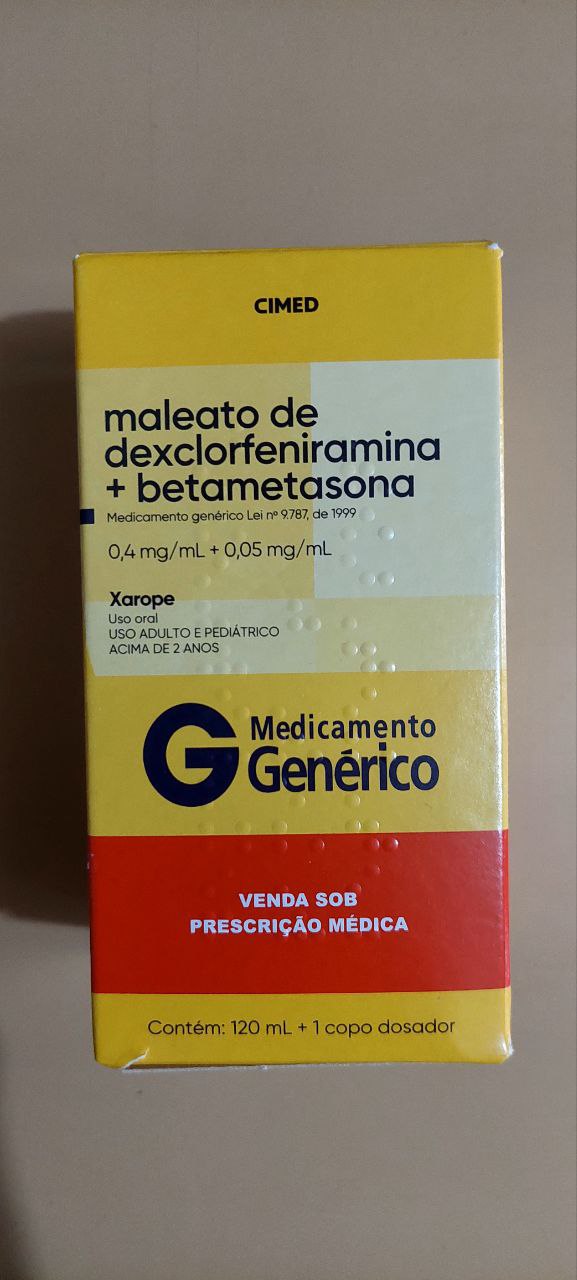 CIMED
maleato de
dexclorfeniramina
+ betametasona
Medicamento genérico Lei nº 9.787, de 1999
0,4 mg/mL + 0,05 mg/mL
Xarope
Uso oral
USO ADULTO E PEDIÁTRICO
ACIMA DE 2 ANOS
G Medicamento
Genérico
VENDA SOB
PRESCRIÇÃO MÉDICA
Contém: 120 mL + 1 copo dosador